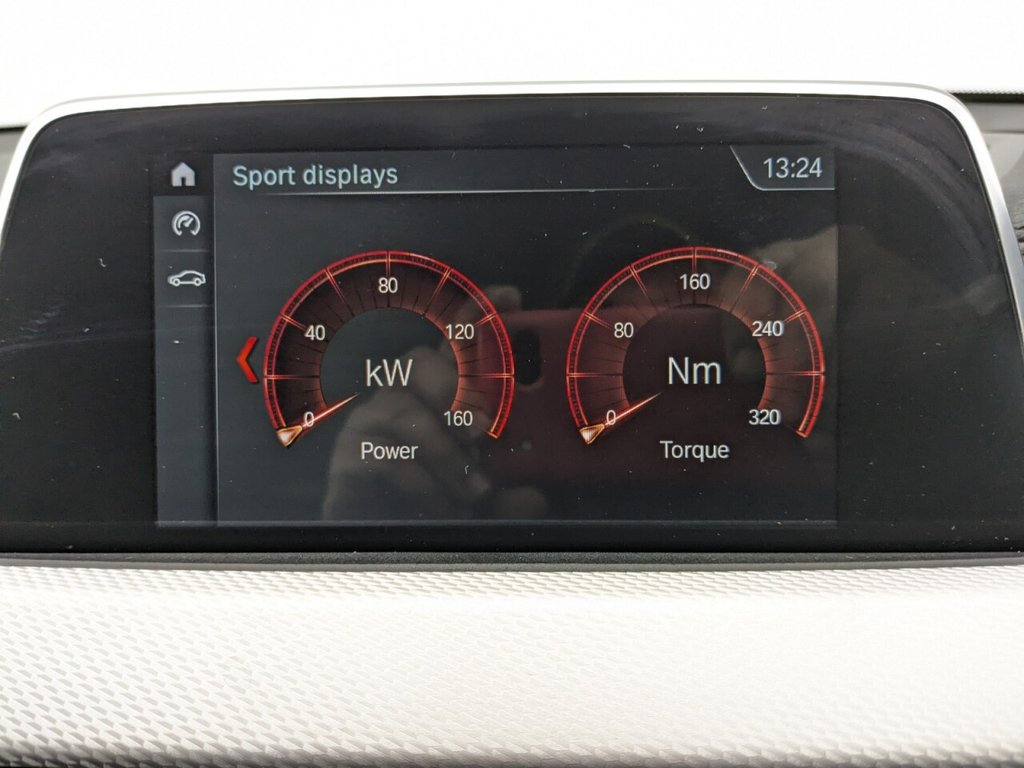 Sport displays 13:24
80 160
40 120 80 240
kW Nm
0 160 0 320
Power Torque